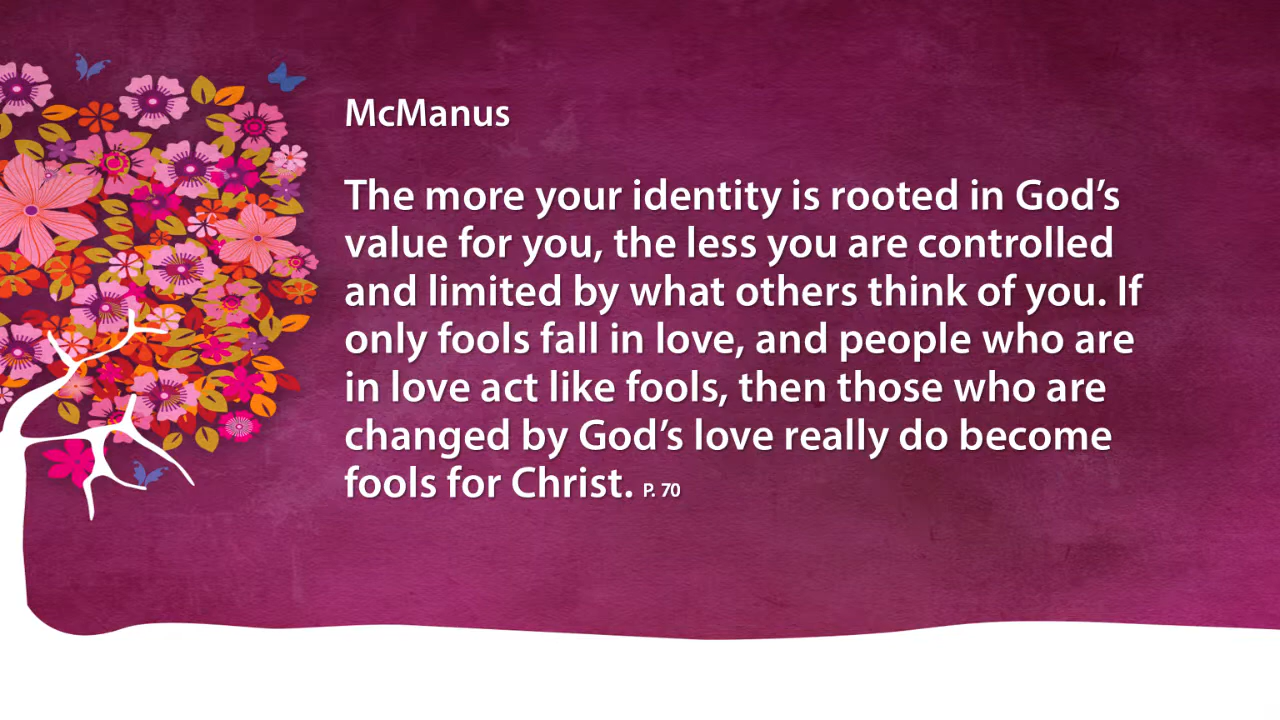 McManus
The more your identity is rooted in God’s
value for you, the less you are controlled
and limited by what others think of you. If
only fools fall in love, and people who are
in love act like fools, then those who are
changed by God’s love really do become
fools for Christ. P. 70